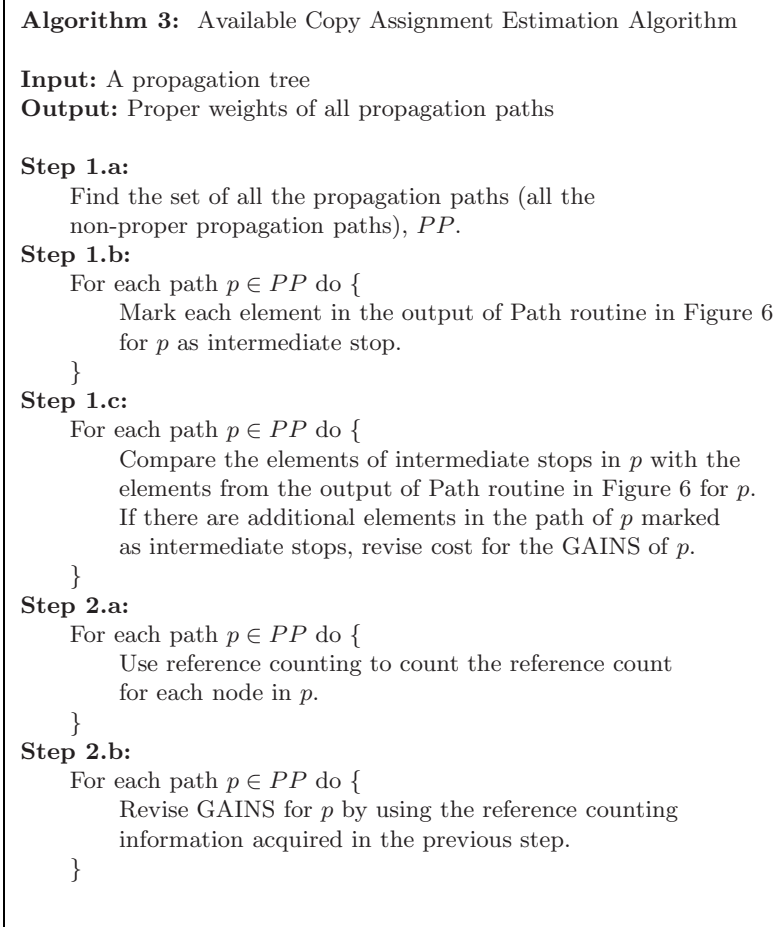 Algorithm 3: Available Copy Assignment Estimation Algorithm
Input: A propagation tree
Output: Proper weights of all propagation paths
Step 1.a:
Find the set of all the propagation paths (all the
non-proper propagation paths), PP.
Step 1.b:
For each path p ∈ PP do {
Mark each element in the output of Path routine in Figure 6
for p as intermediate stop.
}
Step 1.c:
For each path p ∈ PP do {
Compare the elements of intermediate stops in p with the
elements from the output of Path routine in Figure 6 for p.
If there are additional elements in the path of p marked
as intermediate stops, revise cost for the GAINS of p.
}
Step 2.a:
For each path p ∈ PP do {
Use reference counting to count the reference count
for each node in p.
}
Step 2.b:
For each path p ∈ PP do {
Revise GAINS for p by using the reference counting
information acquired in the previous step.
}